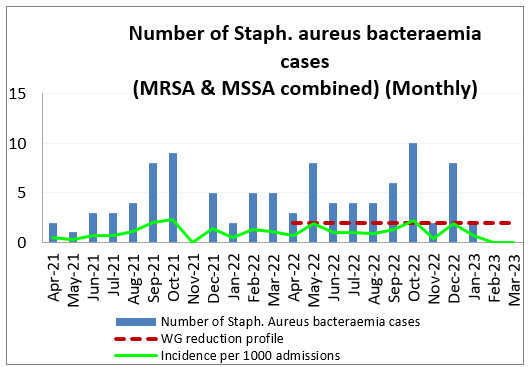 Number of Staph. aureus bacteraemia
cases
(MRSA & MSSA combined) (Monthly)
15
10
5
0
Apr-21
May-21
Jun-21
Jul-21
Aug-21
Sep-21
Oct-21
Nov-21
Dec-21
Jan-22
Feb-22
Mar-22
Apr-22
May-22
Jun-22
Jul-22
Aug-22
Sep-22
Oct-22
Nov-22
Dec-22
Jan-23
Feb-23
Mar-23
Number of Staph. Aureus bacteraemia cases
WG reduction profile
Incidence per 1000 admissions